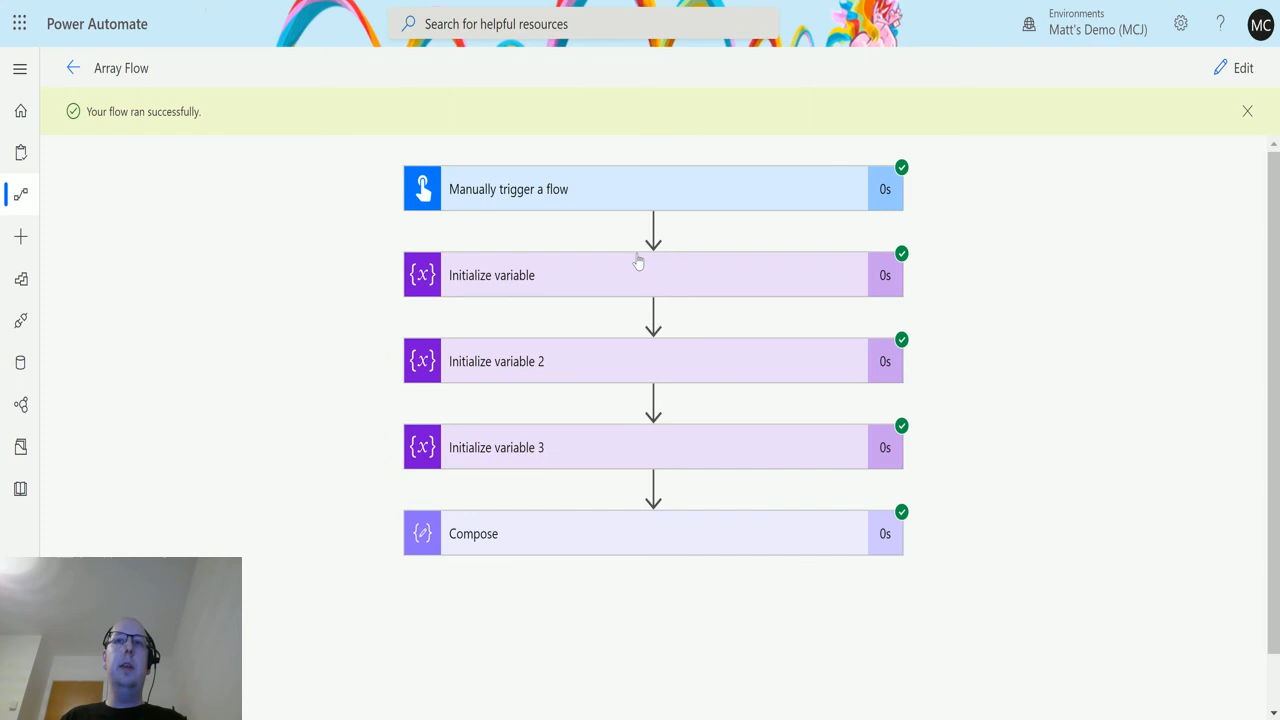 Power Automate
Search for helpful resources
Environments
Matt's Demo (MCJ)
MC
Array Flow
Edit
Your flow ran successfully.
Manually trigger a flow
0s
{x}
Initialize variable
0s
{x}
Initialize variable 2
0s
{x}
Initialize variable 3
0s
Compose
0s